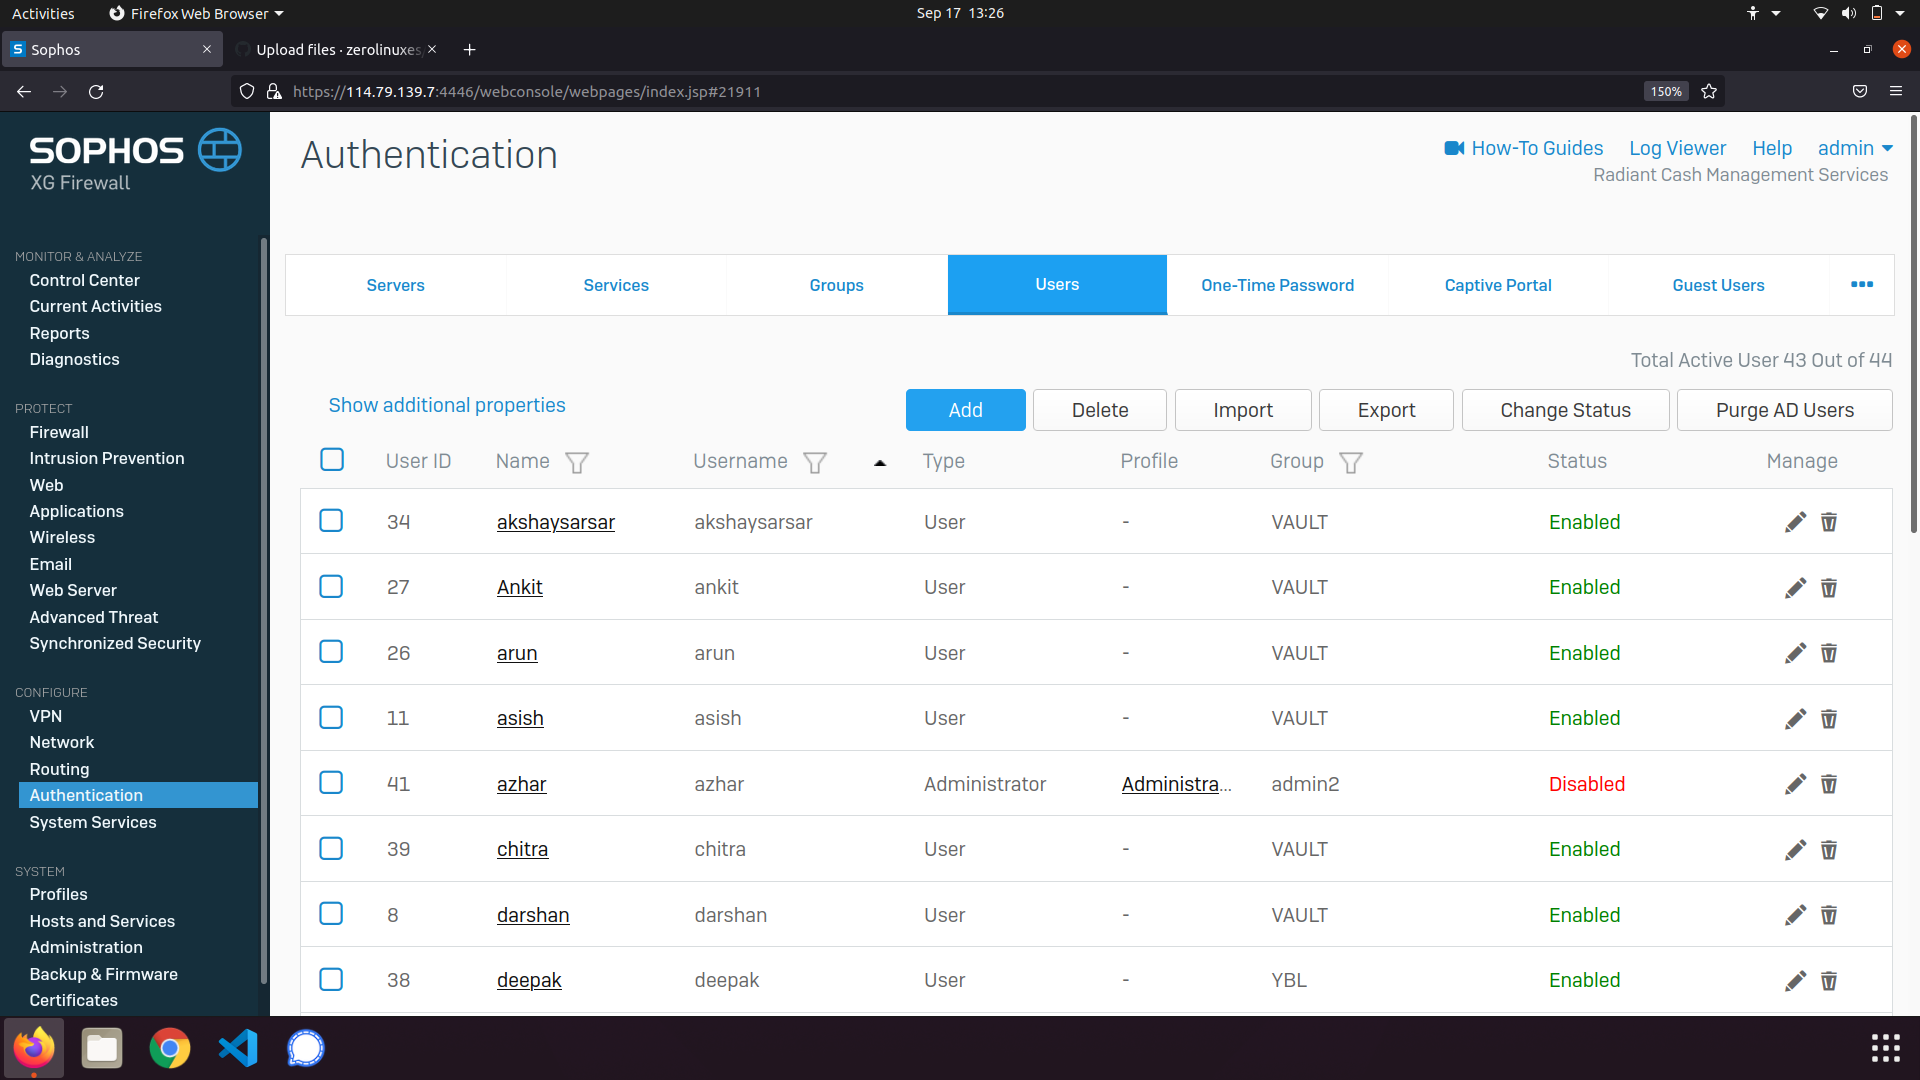 Activities Firefox Web Browser Sep 17 13:26
Sophos Upload files · zerolinuxes
https://114.79.139.7:4446/webconsole/webpages/index.jsp#21911 150%
SOPHOS
XG Firewall
MONITOR & ANALYZE
Control Center
Current Activities
Reports
Diagnostics
PROTECT
Firewall
Intrusion Prevention
Web
Applications
Wireless
Email
Web Server
Advanced Threat
Synchronized Security
CONFIGURE
VPN
Network
Routing
Authentication
System Services
SYSTEM
Profiles
Hosts and Services
Administration
Backup & Firmware
Certificates
Authentication
How-To Guides Log Viewer Help admin
Radiant Cash Management Services
Servers Services Groups Users One-Time Password Captive Portal Guest Users •••
Total Active User 43 Out of 44
Show additional properties Add Delete Import Export Change Status Purge AD Users
User ID Name Username Type Profile Group Status Manage
34 akshaysarsar akshaysarsar User - VAULT Enabled
27 Ankit ankit User - VAULT Enabled
26 arun arun User - VAULT Enabled
11 asish asish User - VAULT Enabled
41 azhar azhar Administrator Administra... admin2 Disabled
39 chitra chitra User - VAULT Enabled
8 darshan darshan User - VAULT Enabled
38 deepak deepak User - YBL Enabled